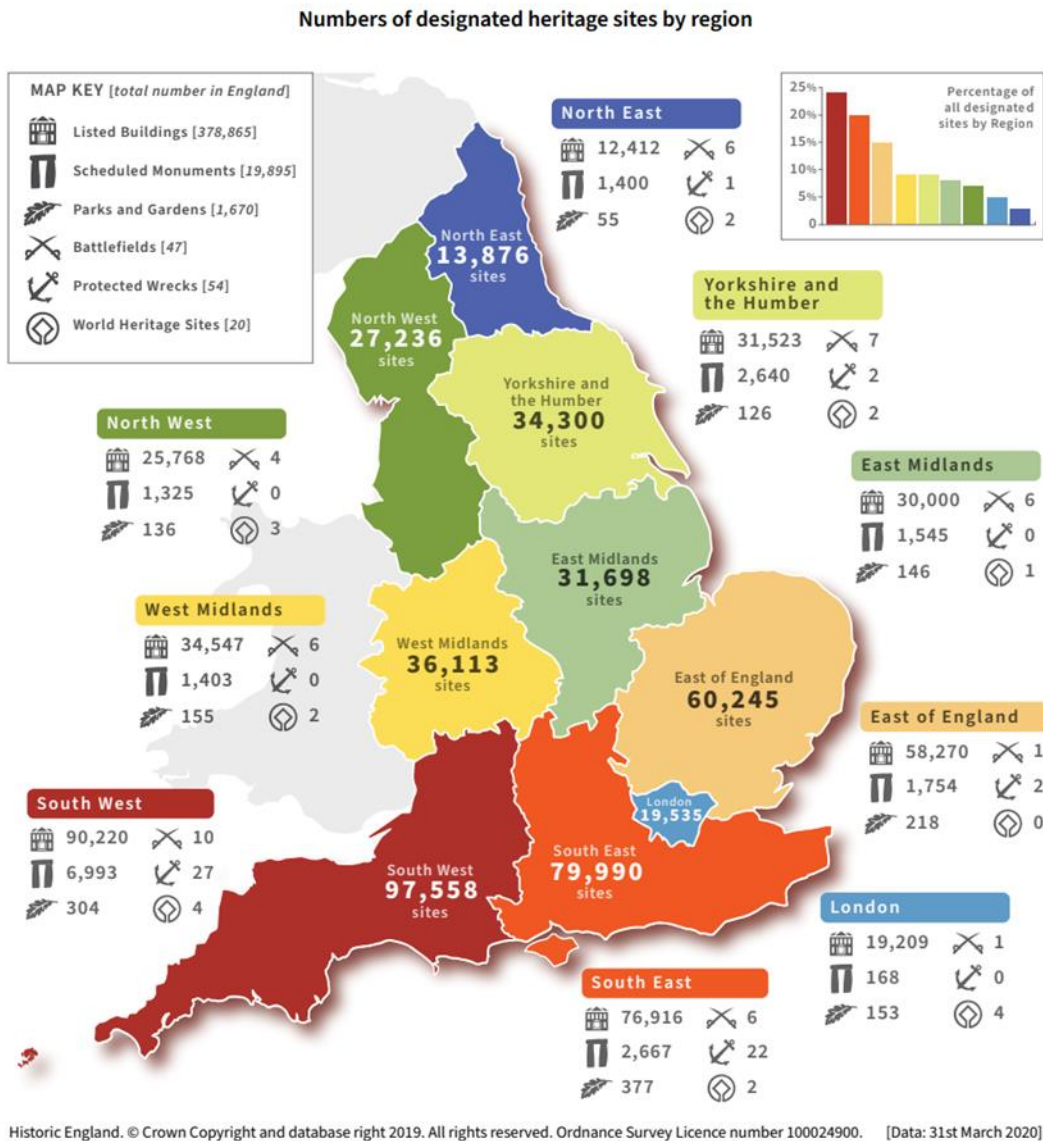 Numbers of designated heritage sites by region
MAP KEY [total number in England]
Listed Buildings [378,865]
Scheduled Monuments [19,895]
Parks and Gardens [1,670]
Battlefields [47]
Protected Wrecks [54]
World Heritage Sites [20]
25%
20%
15%
10%
5%
0
Percentage of
all designated
sites by Region
North East
12,412 6
1,400 1
55 2
North East
13,876
sites
Yorkshire and
the Humber
31,523 7
2,640 2
126 2
North West
27,236
sites
Yorkshire and
the Humber
34,300
sites
North West
25,768 4
1,325 0
136 3
East Midlands
30,000 6
1,545 0
146 1
East Midlands
31,698
sites
West Midlands
34,547 6
1,403 0
155 2
West Midlands
36,113
sites
East of England
60,245
sites
East of England
58,270 1
1,754 2
218 0
South West
90,220 10
6,993 27
304 4
London
19,535
South West
97,558
sites
South East
79,990
sites
London
19,209 1
168 0
153 4
South East
76,916 6
2,667 22
377 2
Historic England. © Crown Copyright and database right 2019. All rights reserved. Ordnance Survey Licence number 100024900. [Data: 31st March 2020]